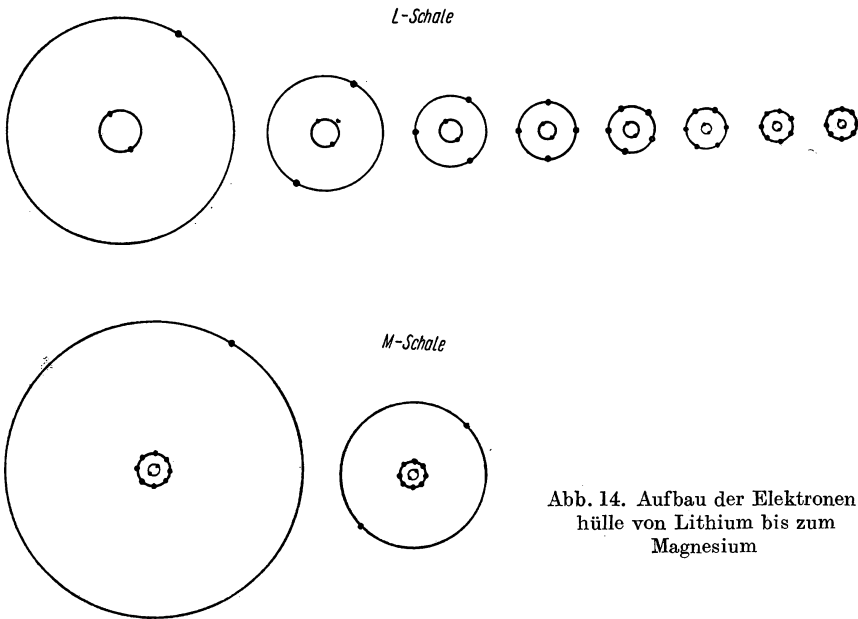 L-Schale
M-Schale
Abb. 14. Aufbau der Elektronen
hülle von Lithium bis zum
Magnesium